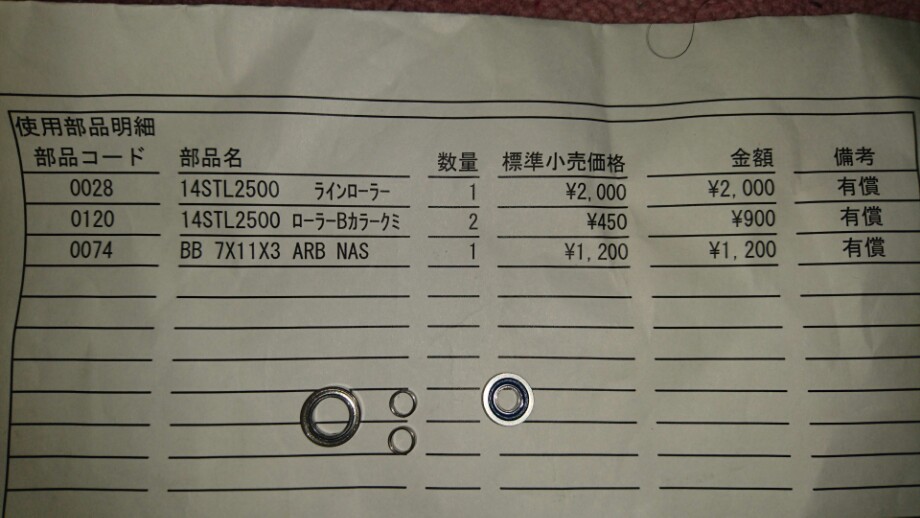 使用部品明細
部品コード 部品名 数量 標準小売価格 金額 備考
0028 14STL2500 ラインローラー 1 ¥2,000 ¥2,000 有償
0120 14STL2500 ローラーBカラークミ 2 ¥450 ¥900 有償
0074 BB 7X11X3 ARB NAS 1 ¥1,200 ¥1,200 有償